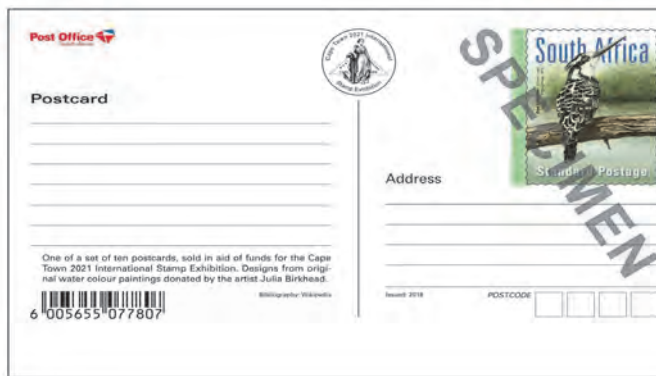 Post Office
South Africa
Cape Town 2021 International
Stamp Exhibition
South Africa
Standard Postage
SPECIMEN
Postcard
Address
One of a set of ten postcards, sold in aid of funds for the Cape
Town 2021 International Stamp Exhibition. Designs from origi-
nal water colour paintings donated by the artist Julia Birkhead.
Bibliography: Wikipedia
6 005655 077807
Issued: 2018
POSTCODE